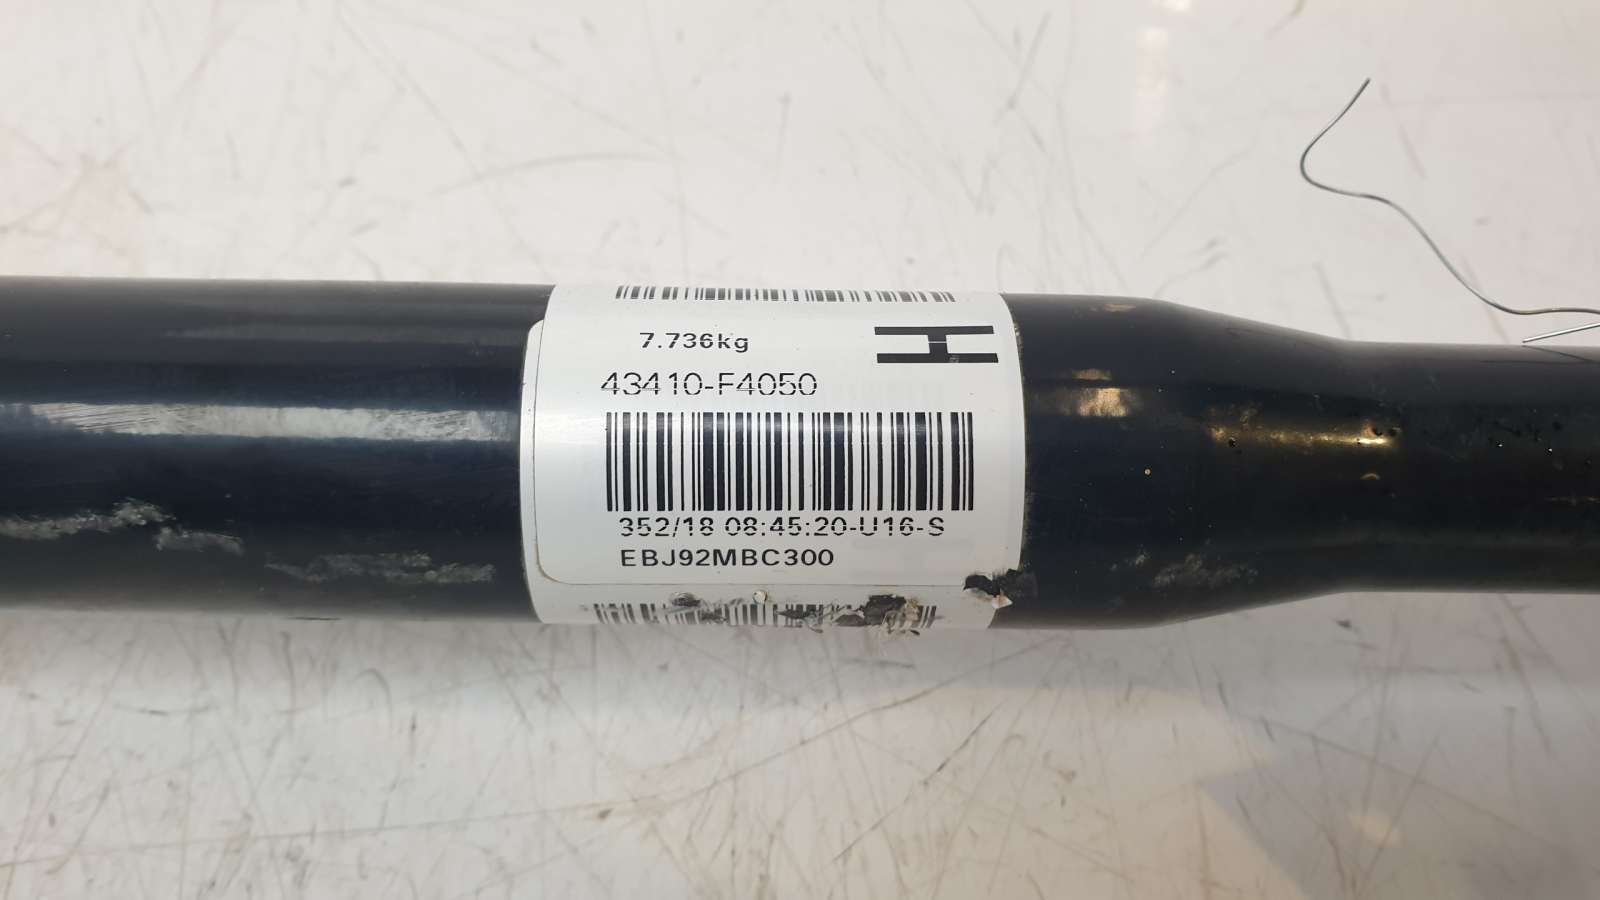 7.736kg
H
43410-F4050
352/18 08:45:20-U16-S
EBJ92MBC300